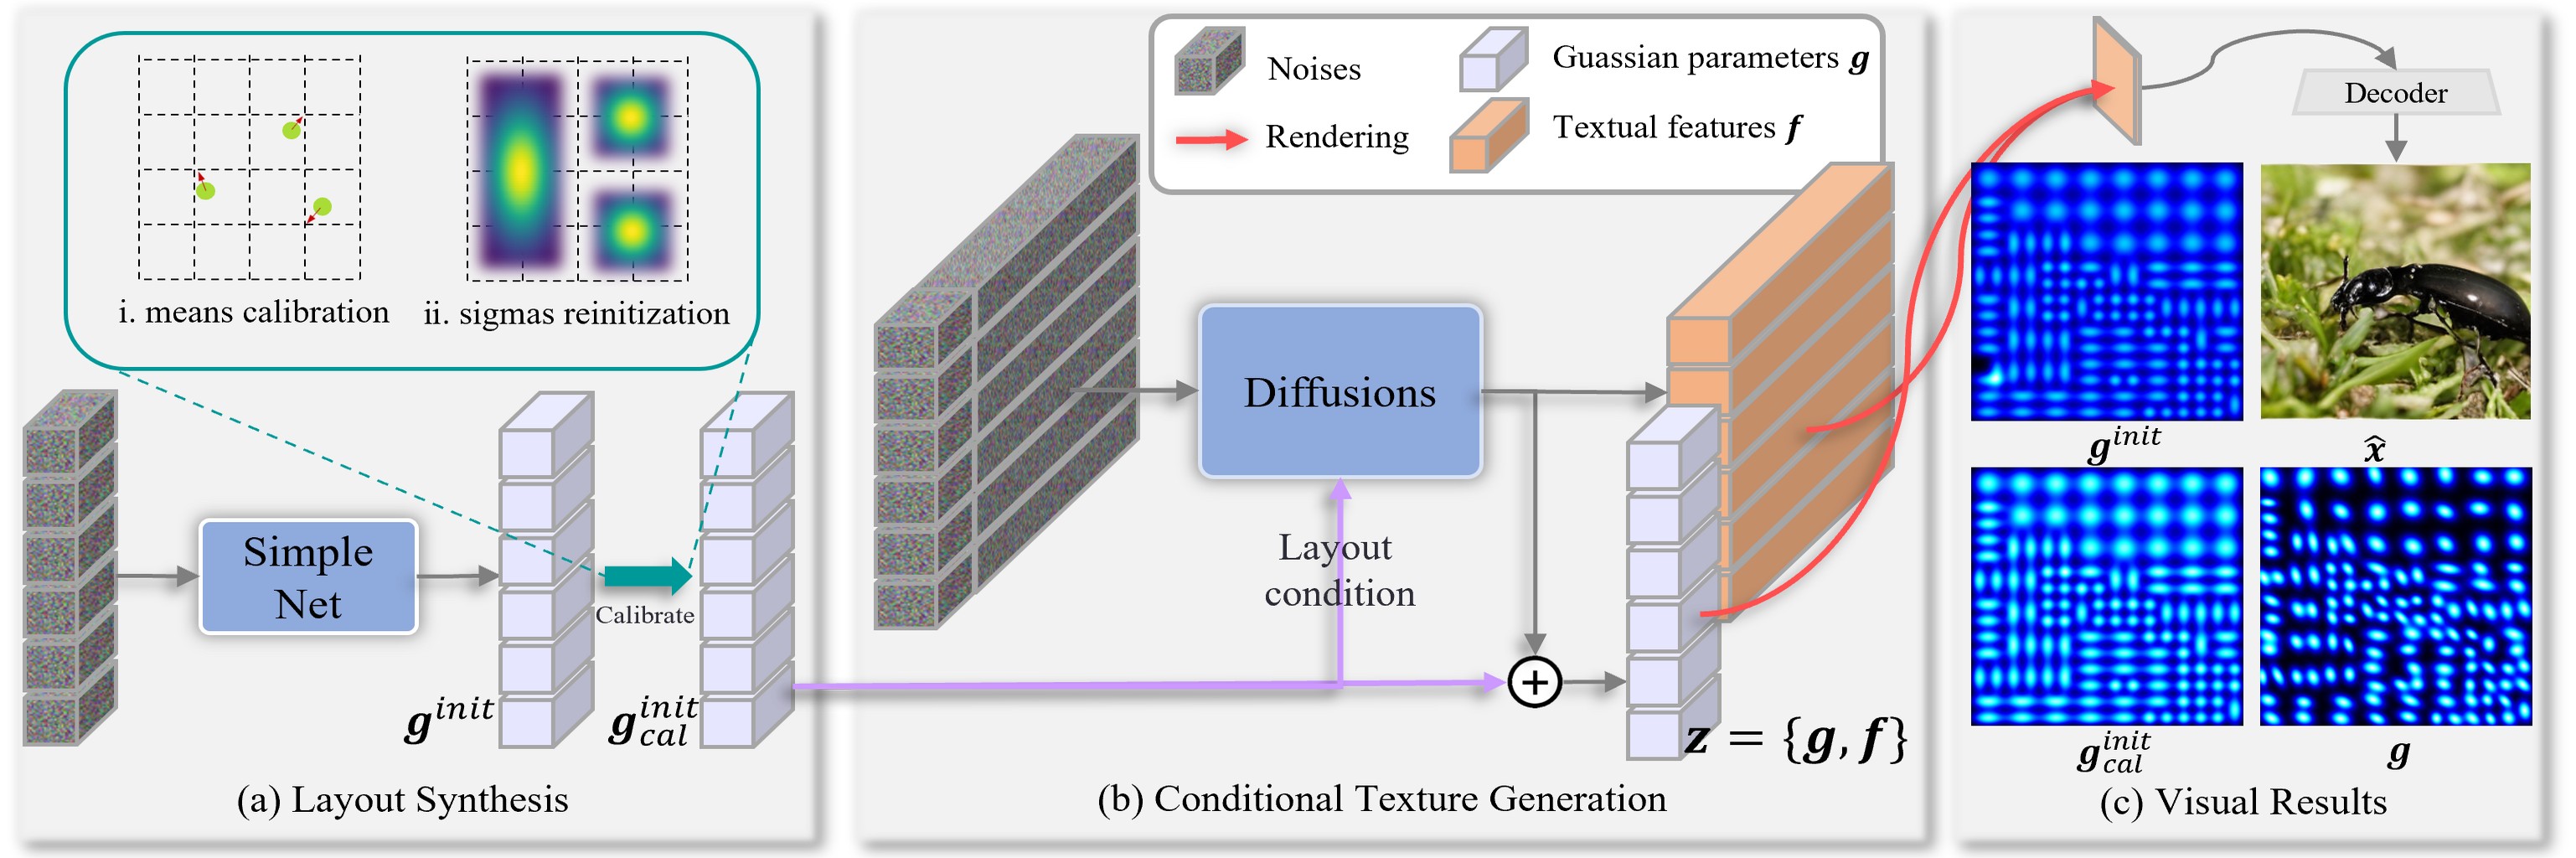 i. means calibration
ii. sigmas reinitization
Simple
Net
Calibrate
g^{init}
g_{cal}^{init}
(a) Layout Synthesis
Noises
Guassian parameters g
Rendering
Textual features f
Diffusions
Layout
condition
+
z = {g, f}
(b) Conditional Texture Generation
Decoder
g^{init}
x̂
g_{cal}^{init}
g
(c) Visual Results